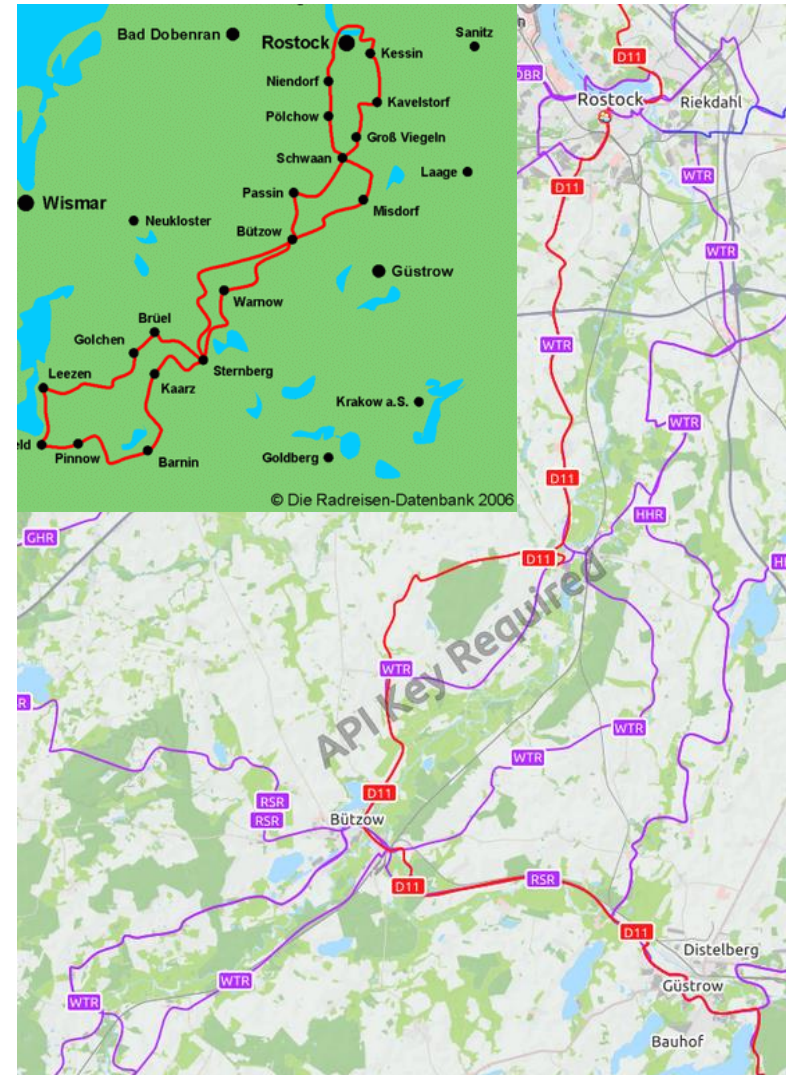 Bad Dobenran
Rostock
Sanitz
Kessin
Niendorf
Kavelstorf
Pölchow
Groß Viegeln
Schwaan
Laage
Passin
Misdorf
Wismar
Neukloster
Bützow
Güstrow
Warnow
Brüel
Golchen
Sternberg
Leezen
Kaarz
Krakow a.S.
eld
Pinnow
Barnin
Goldberg
© Die Radreisen-Datenbank 2006
D11
ÖBR
Rostock
Riekdahl
D11
WTR
WTR
WTR
WTR
D11
HHR
GHR
D11
API Key Required
WTR
WTR
WTR
D11
RSR
RSR
Bützow
D11
RSR
D11
Distelberg
Güstrow
WTR
WTR
Bauhof